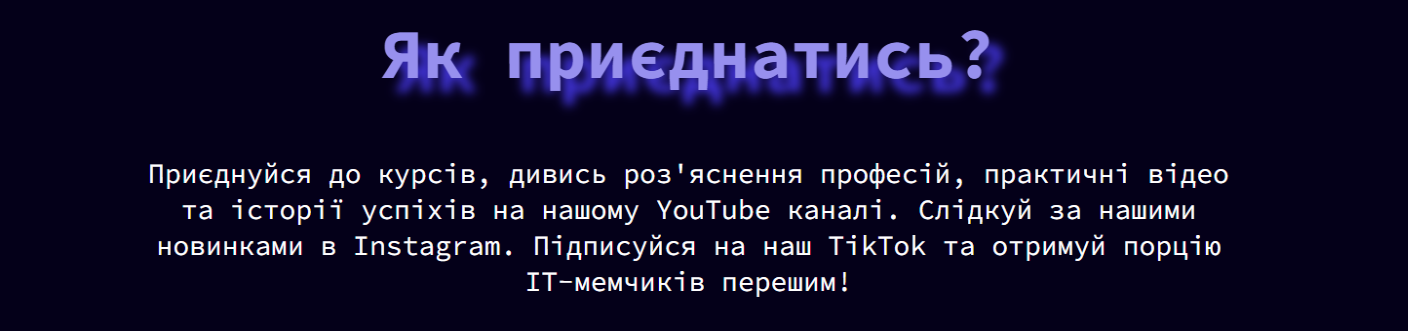 Як приєднатись?
Приєднуйся до курсів, дивись роз'яснення професій, практичні відео
та історії успіхів на нашому YouTube каналі. Слідкуй за нашими
новинками в Instagram. Підписуйся на наш TikTok та отримуй порцію
IT-мемчиків перешим!